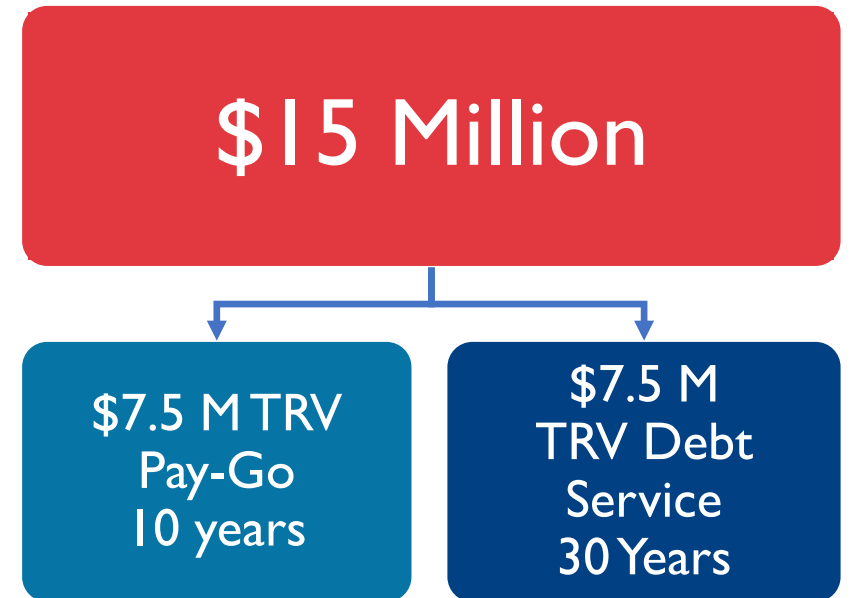 $15 Million
$7.5 M TRV
Pay-Go
10 years
$7.5 M
TRV Debt
Service
30 Years